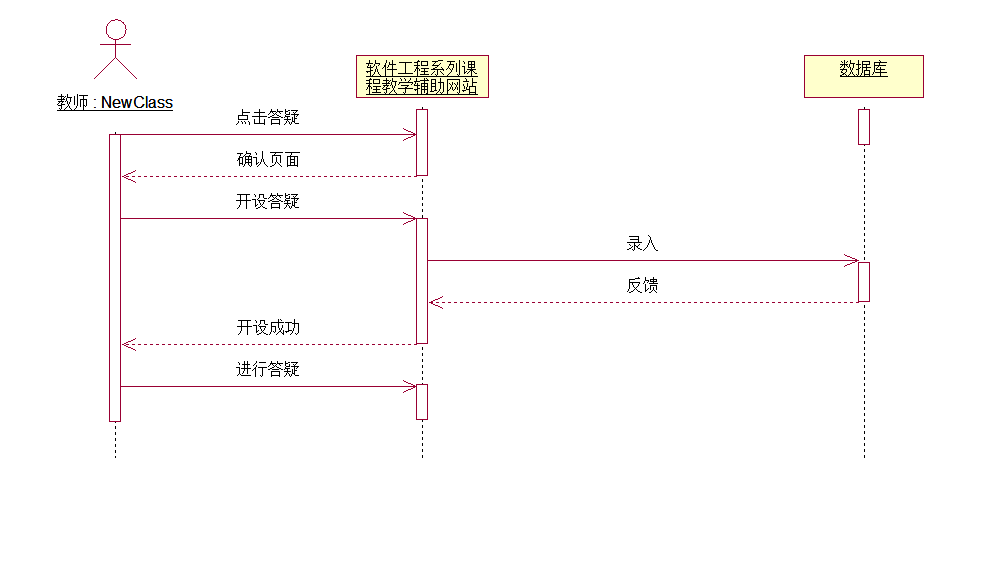 软件工程系列课
程教学辅助网站
数据库
教师 : NewClass
点击答疑
确认页面
开设答疑
录入
反馈
开设成功
进行答疑